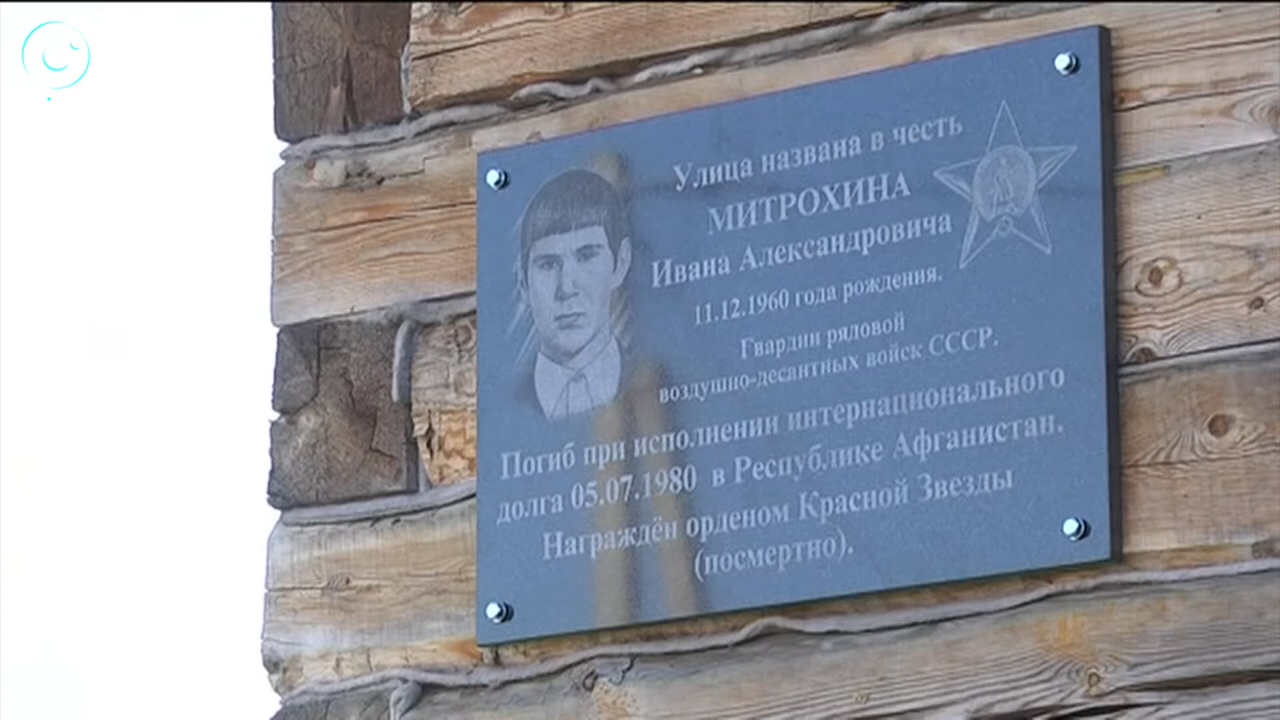 Улица названа в честь
МИТРОХИНА
Ивана Александровича
11.12.1960 года рождения.
Гвардии рядовой
воздушно-десантных войск СССР.
Погиб при исполнении интернационального
долга 05.07.1980 в Республике Афганистан.
Награждён орденом Красной Звезды
(посмертно).